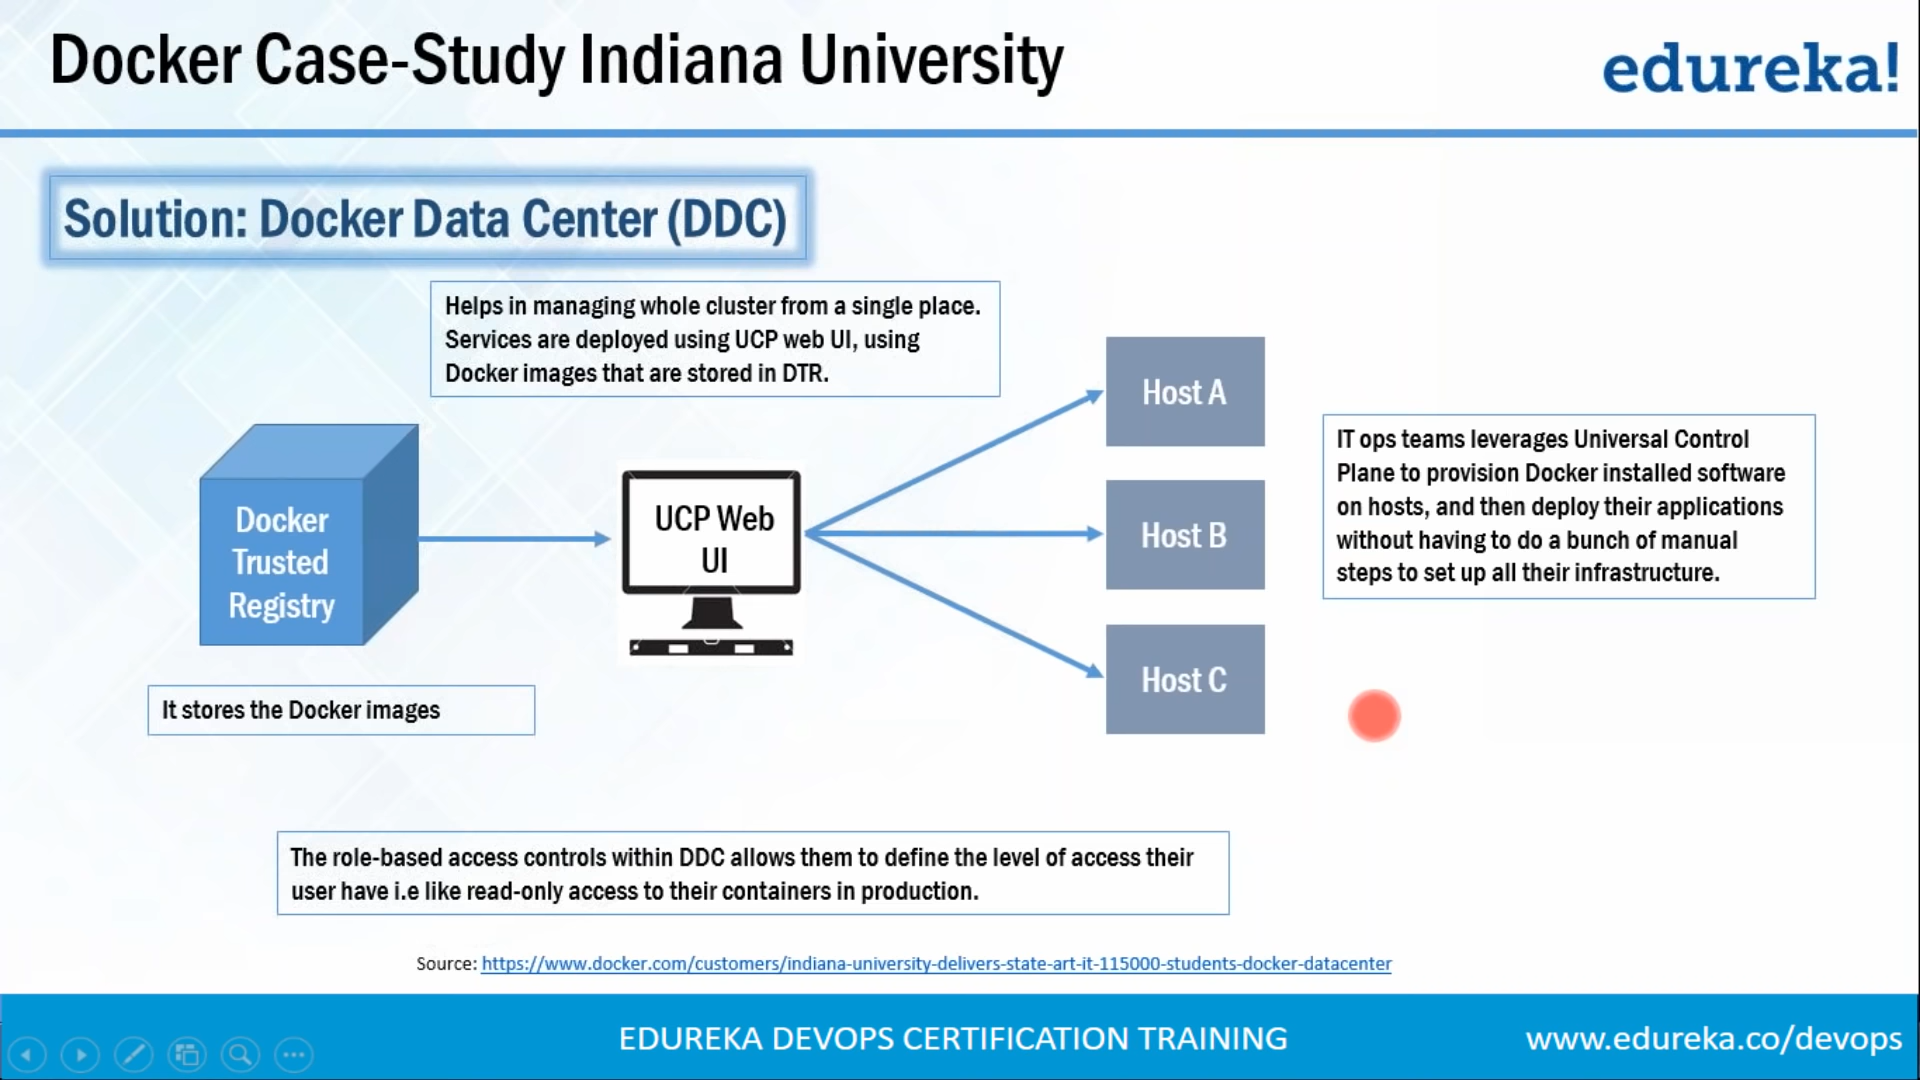 Docker Case-Study Indiana University
edureka!
Solution: Docker Data Center (DDC)
Helps in managing whole cluster from a single place.
Services are deployed using UCP web UI, using
Docker images that are stored in DTR.
Docker
Trusted
Registry
UCP Web
UI
Host A
Host B
Host C
IT ops teams leverages Universal Control
Plane to provision Docker installed software
on hosts, and then deploy their applications
without having to do a bunch of manual
steps to set up all their infrastructure.
It stores the Docker images
The role-based access controls within DDC allows them to define the level of access their
user have i.e like read-only access to their containers in production.
Source: https://www.docker.com/customers/indiana-university-delivers-state-art-it-115000-students-docker-datacenter
EDUREKA DEVOPS CERTIFICATION TRAINING
www.edureka.co/devops